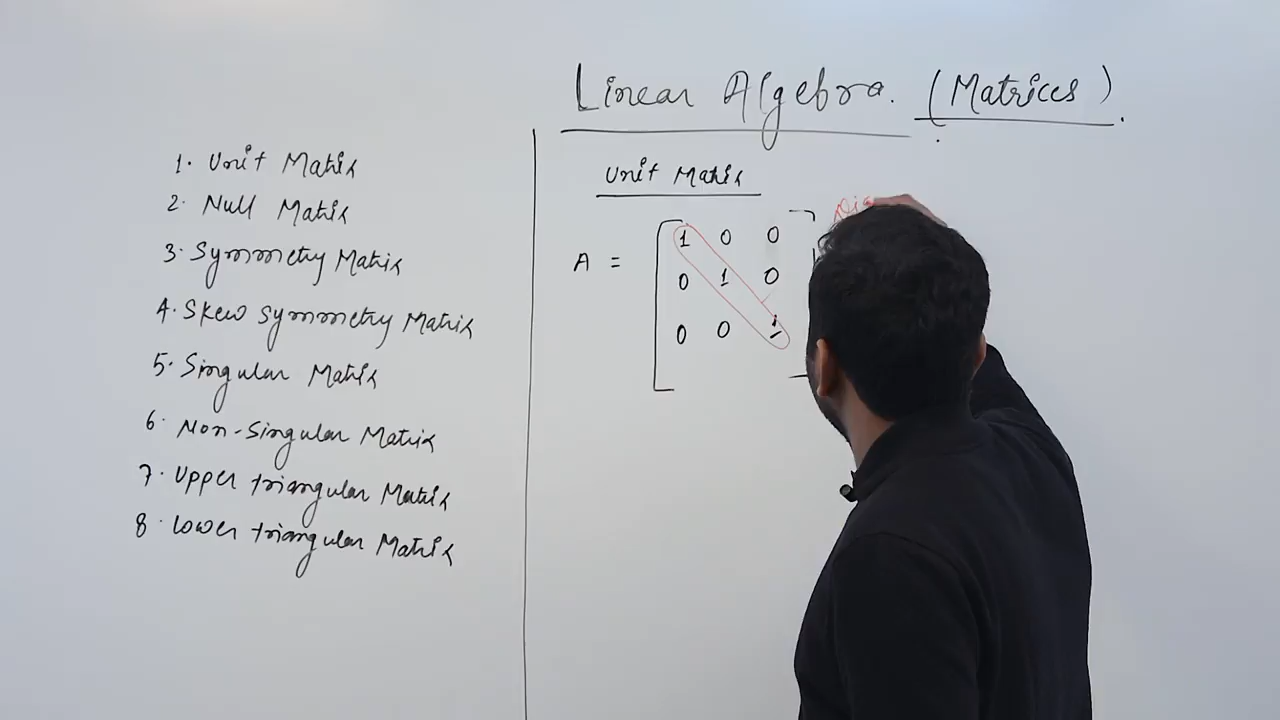 Linear Algebra. (Matrices).
1. Unit Matrix
2. Null Matrix
3. Symmetry Matrix
4. Skew symmetry Matrix
5. Singular Matrix
6. Non-Singular Matrix
7. Upper triangular Matrix
8. Lower triangular Matrix
Unit Matrix
A = [ 1 0 0
0 1 0
0 0 1 ]